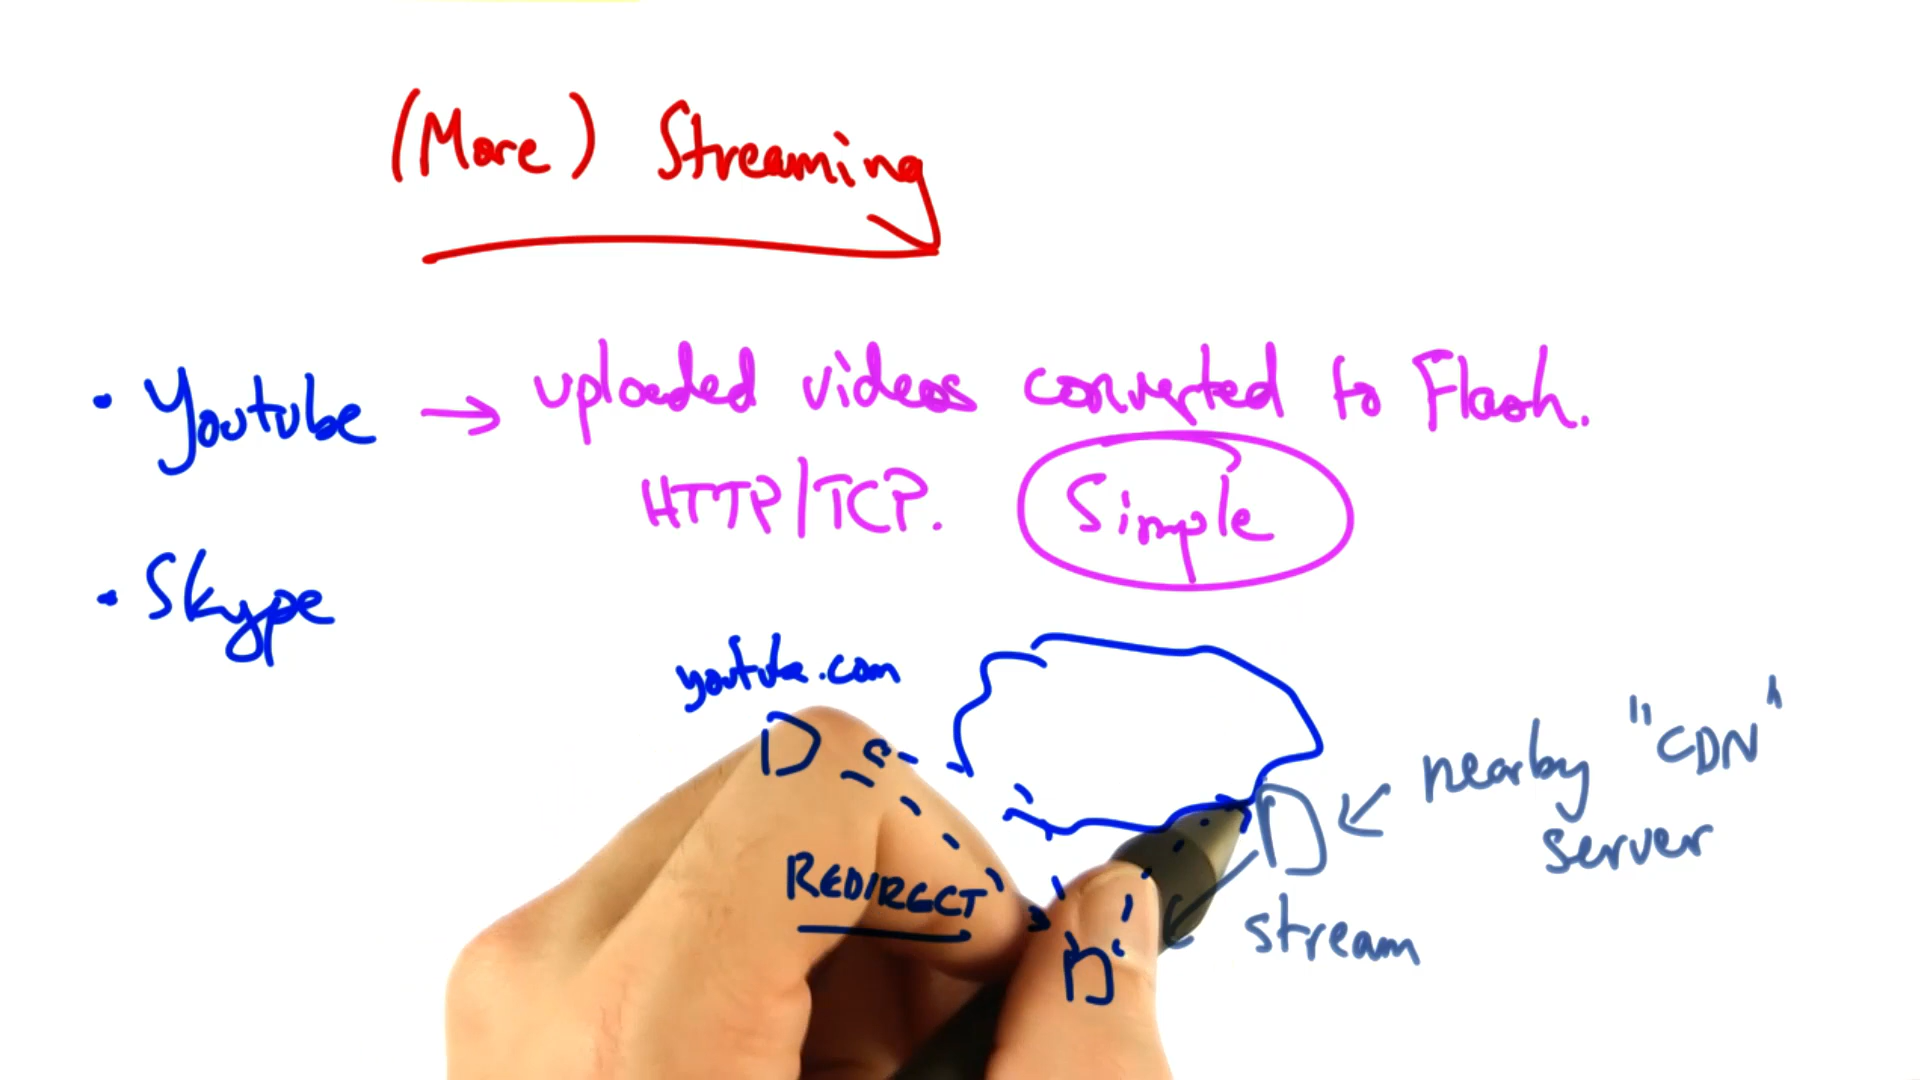 (More) Streaming
• Youtube → uploaded videos converted to Flash.
HTTP/TCP. Simple
• Skype
youtube.com
nearby "CDN"
server
REDIRECT
stream